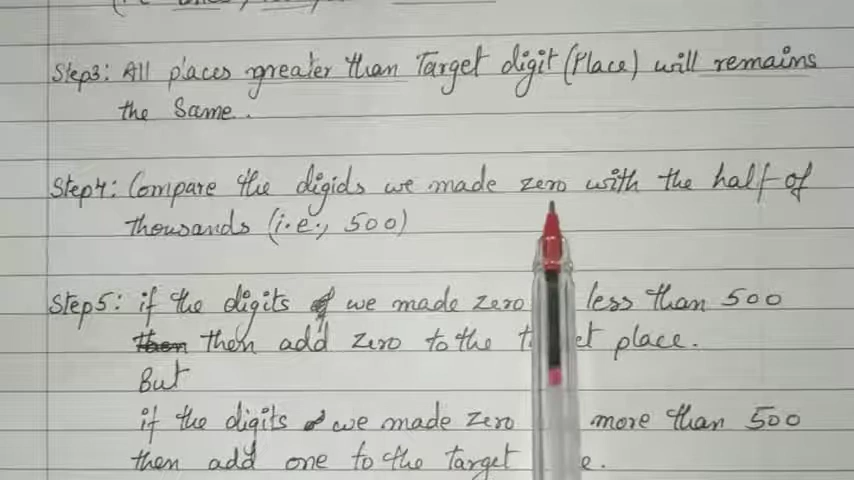 Step3: All places greater than Target digit (Place) will remains
the Same..
Step4: Compare the digids we made zero with the half of
thousands (i.e., 500)
Step5: if the digits we made zero less than 500
then add zero to the place.
But
if the digits we made zero more than 500
then add one to the Target